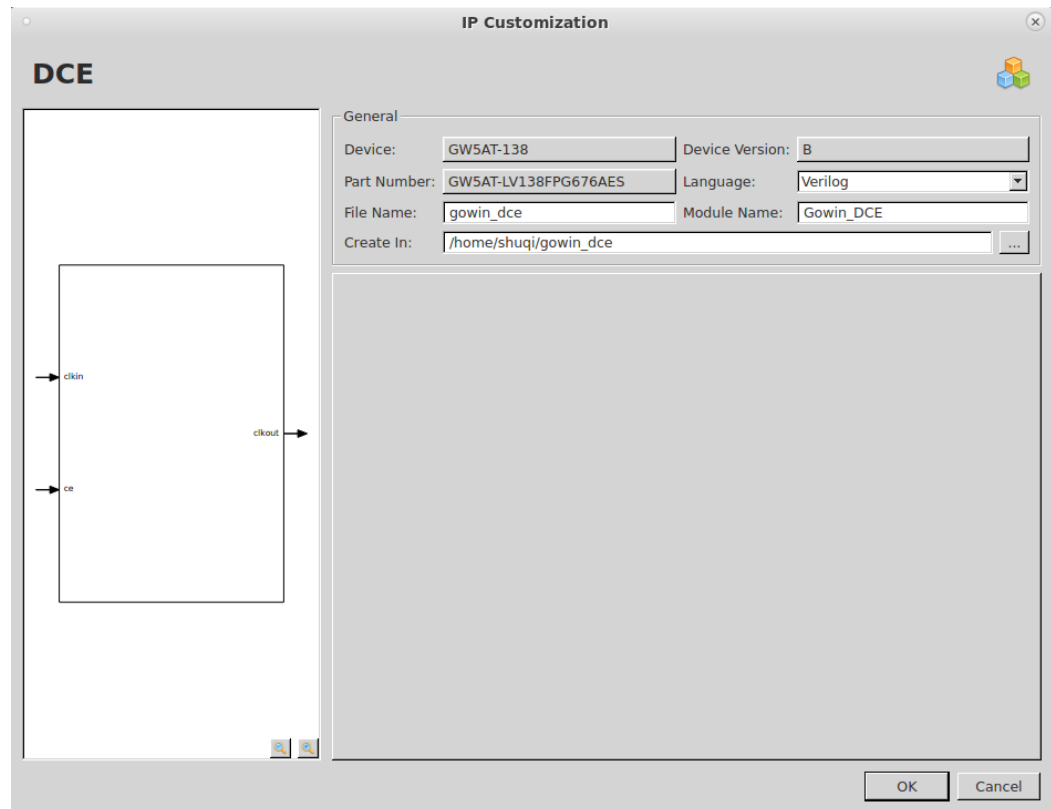 IP Customization
DCE
General
Device: GW5AT-138 Device Version: B
Part Number: GW5AT-LV138FPG676AES Language: Verilog
File Name: gowin_dce Module Name: Gowin_DCE
Create In: /home/shuqi/gowin_dce ...
clkin
clkout
ce
OK Cancel